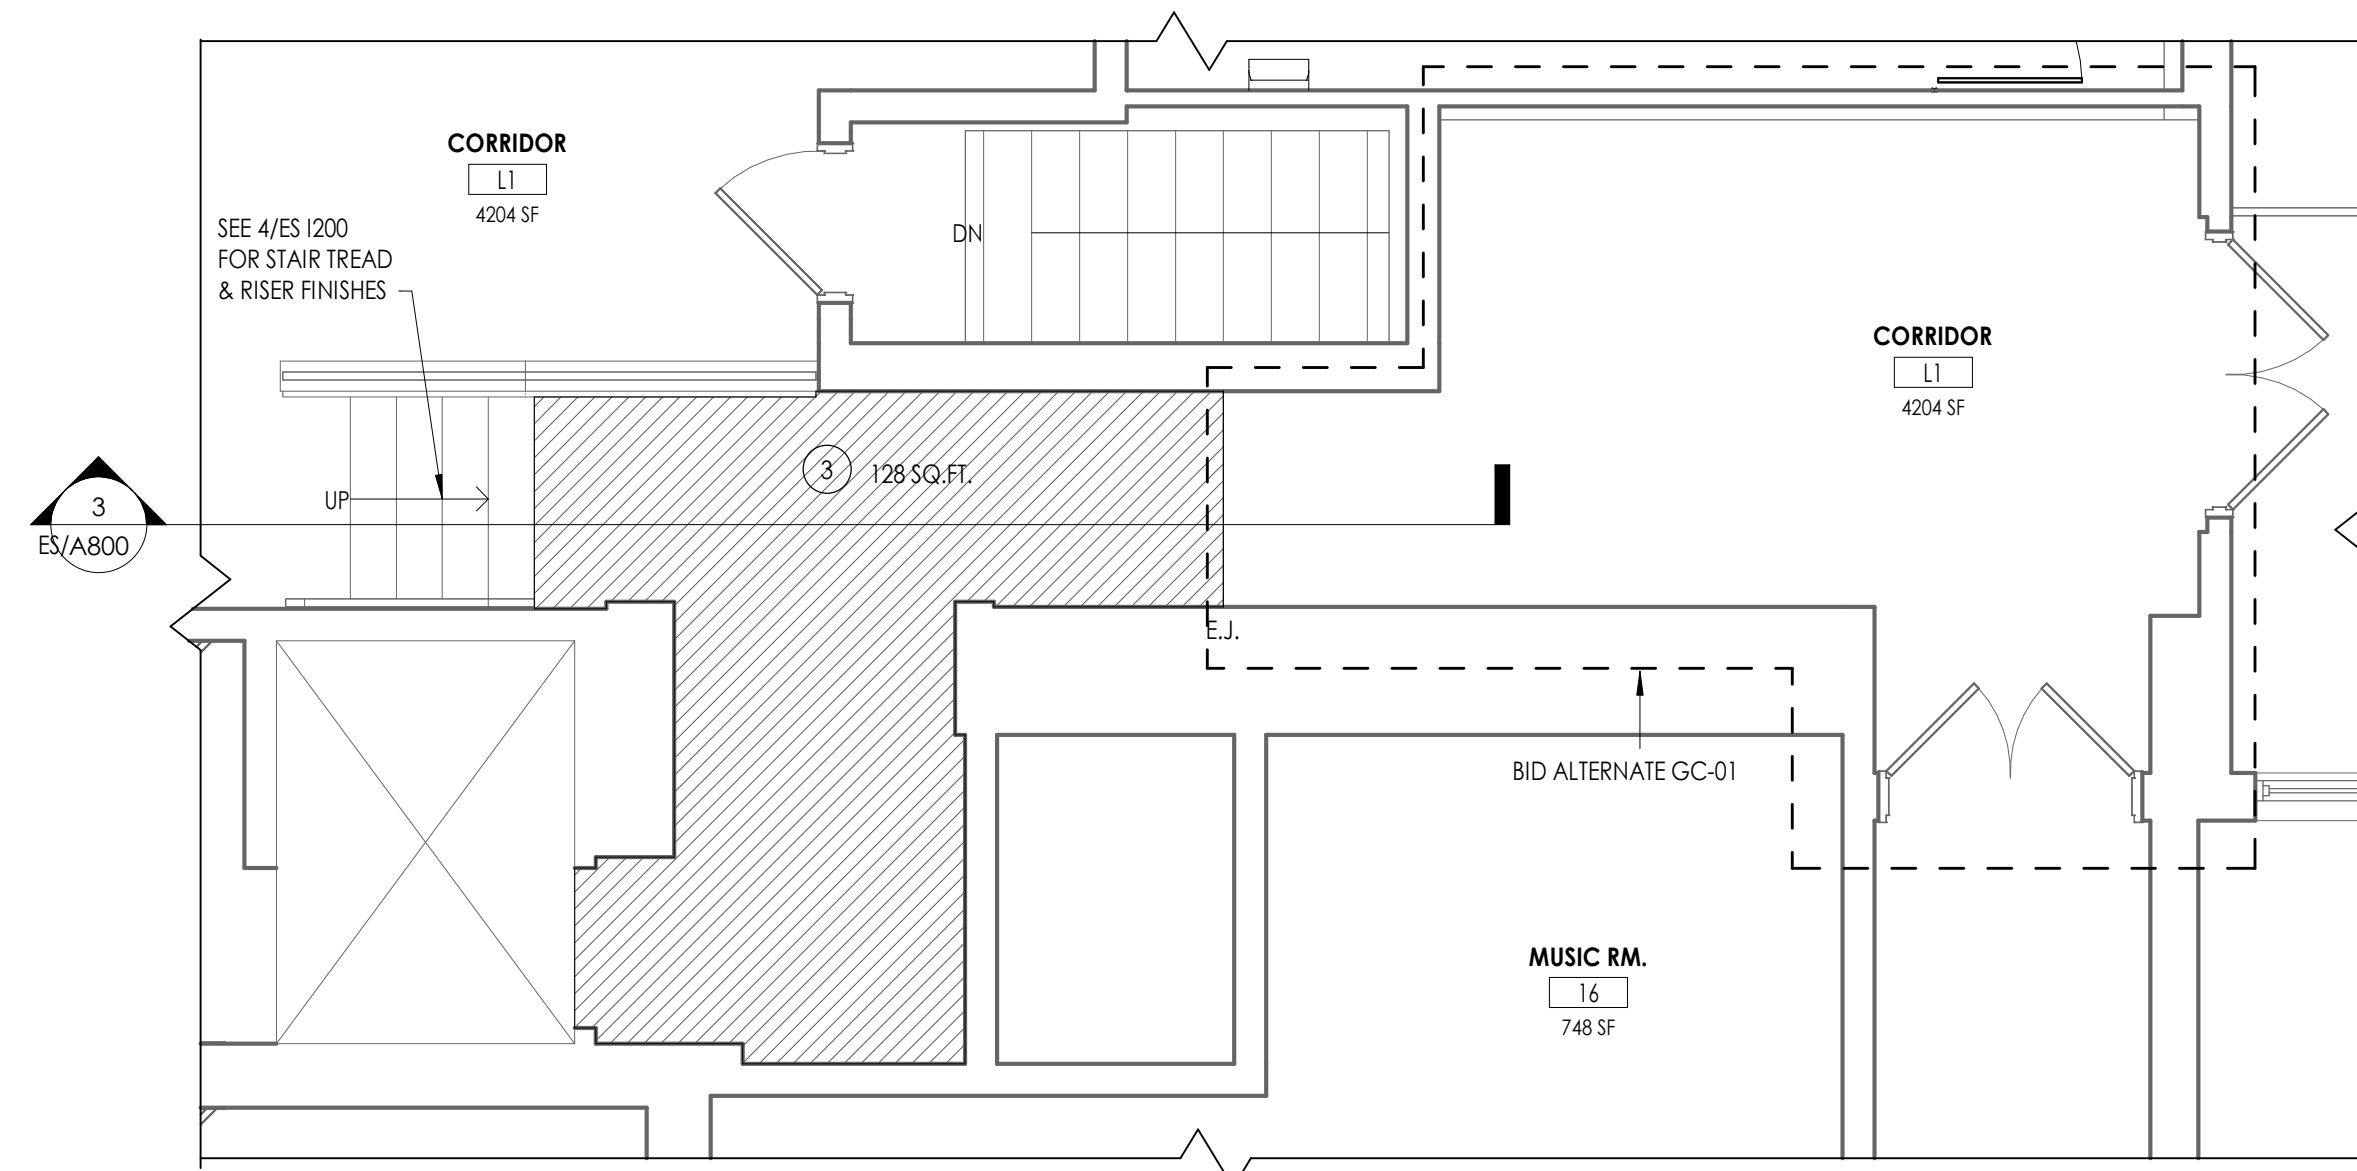 CORRIDOR
L1
4204 SF
SEE 4/ES I200
FOR STAIR TREAD
& RISER FINISHES
DN
CORRIDOR
L1
4204 SF
3
128 SQ.FT.
UP
3
ES/A800
E.J.
BID ALTERNATE GC-01
MUSIC RM.
16
748 SF